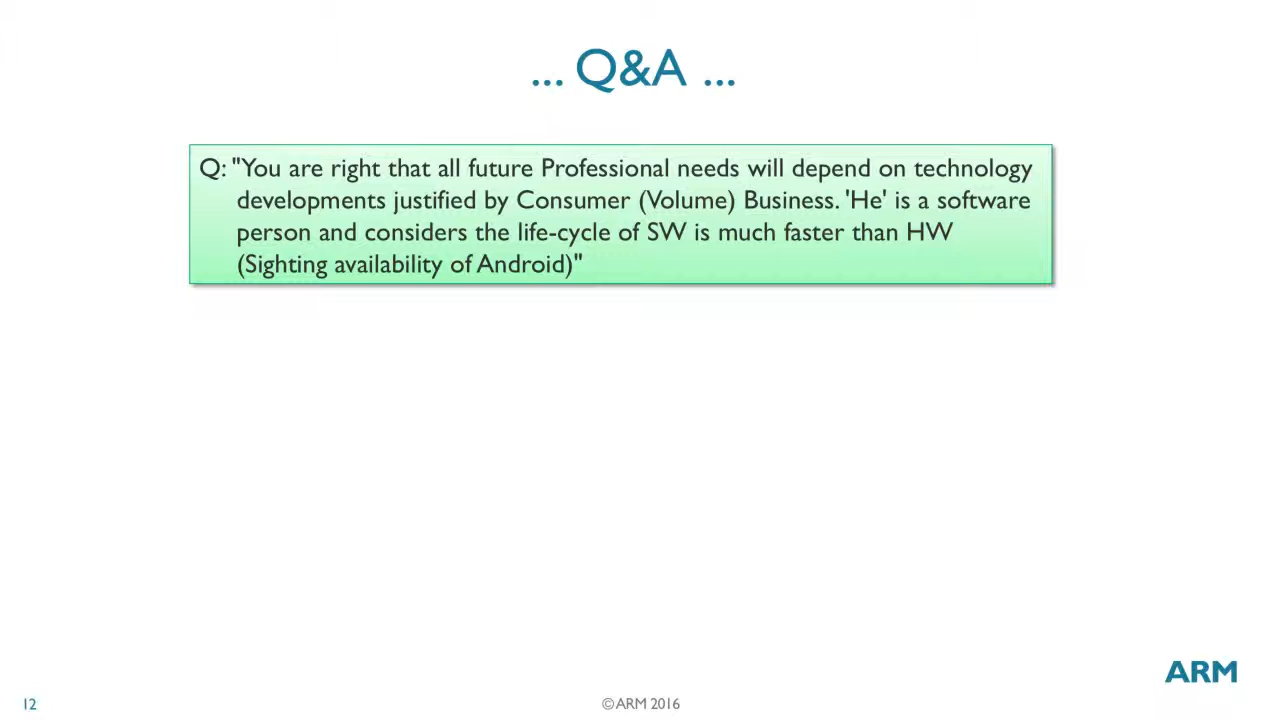 ... Q&A ...
Q: "You are right that all future Professional needs will depend on technology
developments justified by Consumer (Volume) Business. 'He' is a software
person and considers the life-cycle of SW is much faster than HW
(Sighting availability of Android)"
ARM
12
© ARM 2016